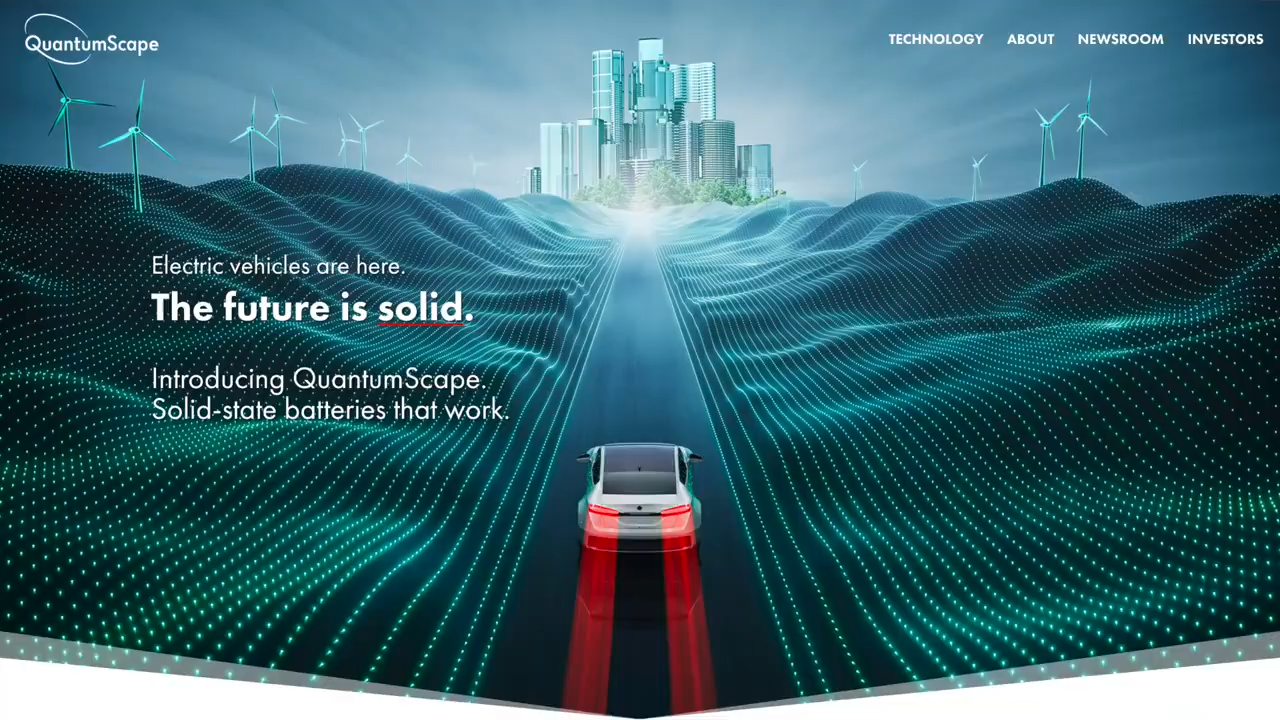 QuantumScape
TECHNOLOGY ABOUT NEWSROOM INVESTORS
Electric vehicles are here.
The future is solid.
Introducing QuantumScape.
Solid-state batteries that work.